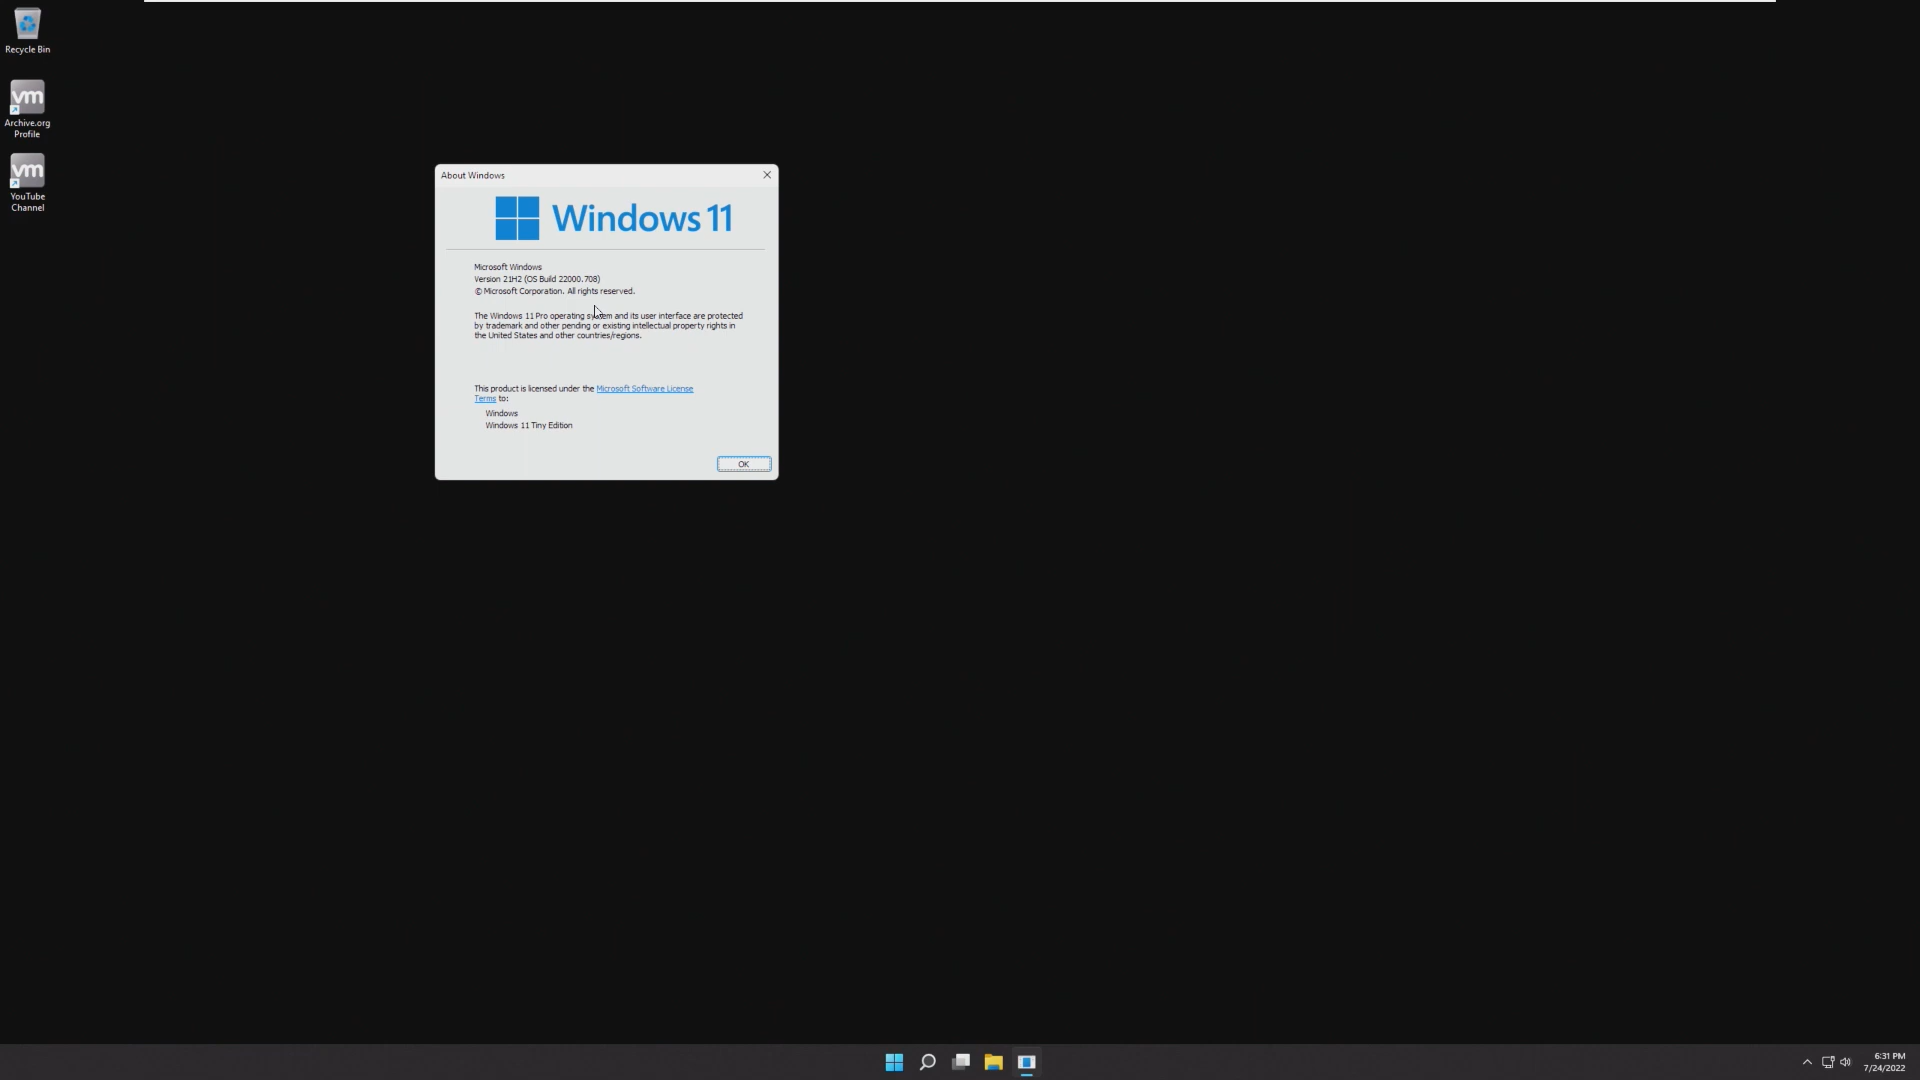 Recycle Bin
vm
Archive.org
Profile
vm
YouTube
Channel
About Windows
Windows 11
Microsoft Windows
Version 21H2 (OS Build 22000.708)
© Microsoft Corporation. All rights reserved.
The Windows 11 Pro operating system and its user interface are protected
by trademark and other pending or existing intellectual property rights in
the United States and other countries/regions.
This product is licensed under the Microsoft Software License
Terms to:
Windows
Windows 11 Tiny Edition
OK
6:31 PM
7/24/2022